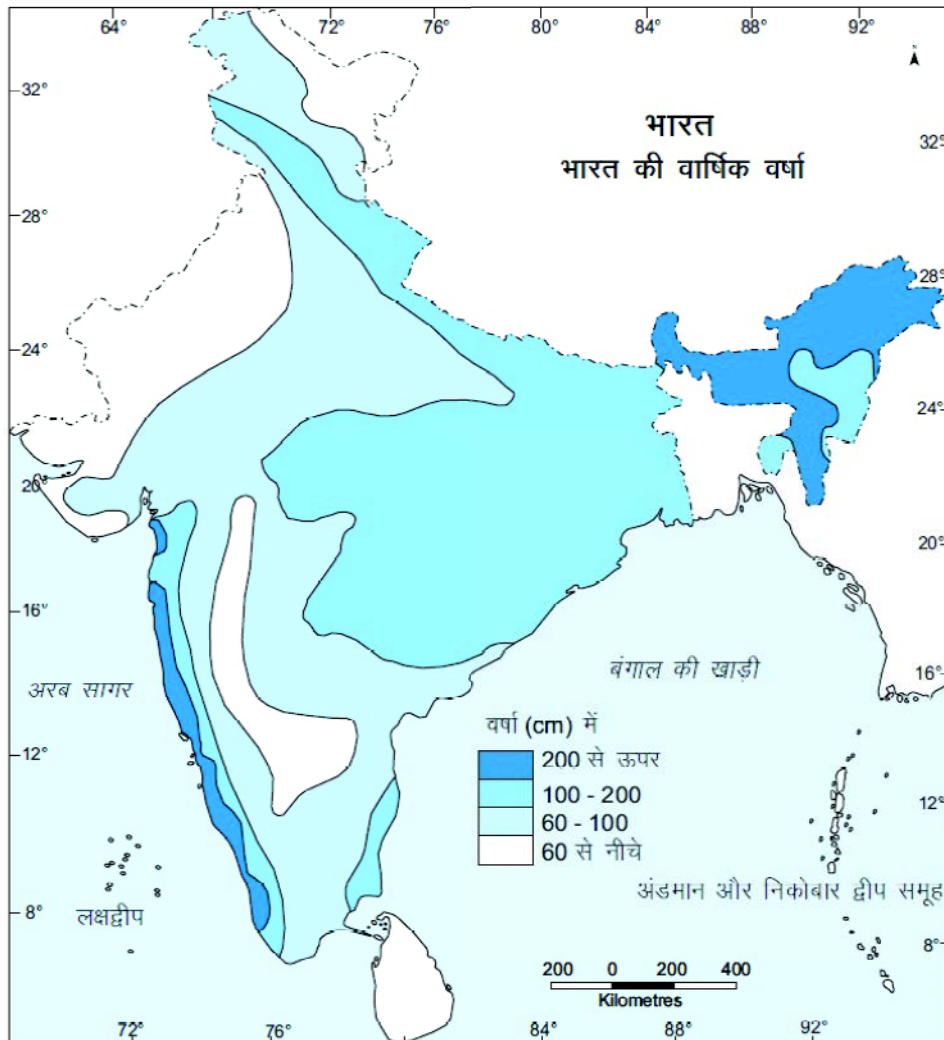 64° 72° 76° 80° 84° 88° 92°
32°
भारत
32°
भारत की वार्षिक वर्षा
28°
28°
24°
24°
20°
20°
16°
बंगाल की खाड़ी
16°
अरब सागर
वर्षा (cm) में
12°
200 से ऊपर
100 - 200
12°
60 - 100
60 से नीचे
अंडमान और निकोबार द्वीप समूह
8°
लक्षद्वीप
8°
200 0 200 400
Kilometres
72° 76° 84° 88° 92°